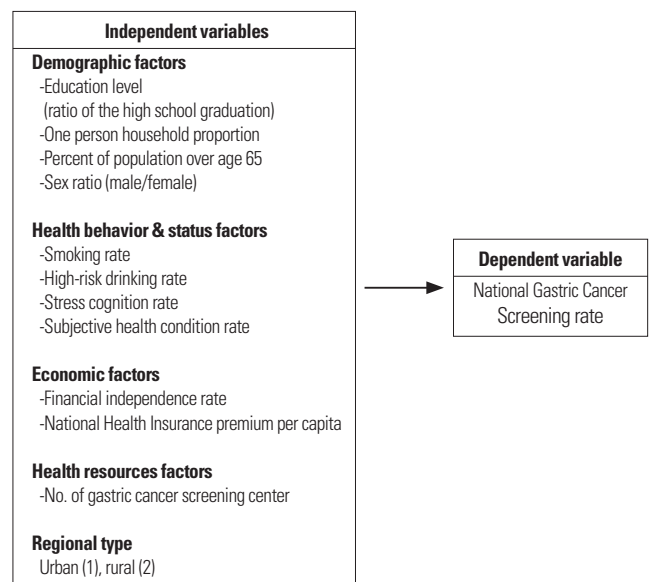 Independent variables
Demographic factors
-Education level
(ratio of the high school graduation)
-One person household proportion
-Percent of population over age 65
-Sex ratio (male/female)
Health behavior & status factors
-Smoking rate
-High-risk drinking rate
-Stress cognition rate
-Subjective health condition rate
Economic factors
-Financial independence rate
-National Health Insurance premium per capita
Health resources factors
-No. of gastric cancer screening center
Regional type
Urban (1), rural (2)
Dependent variable
National Gastric Cancer
Screening rate